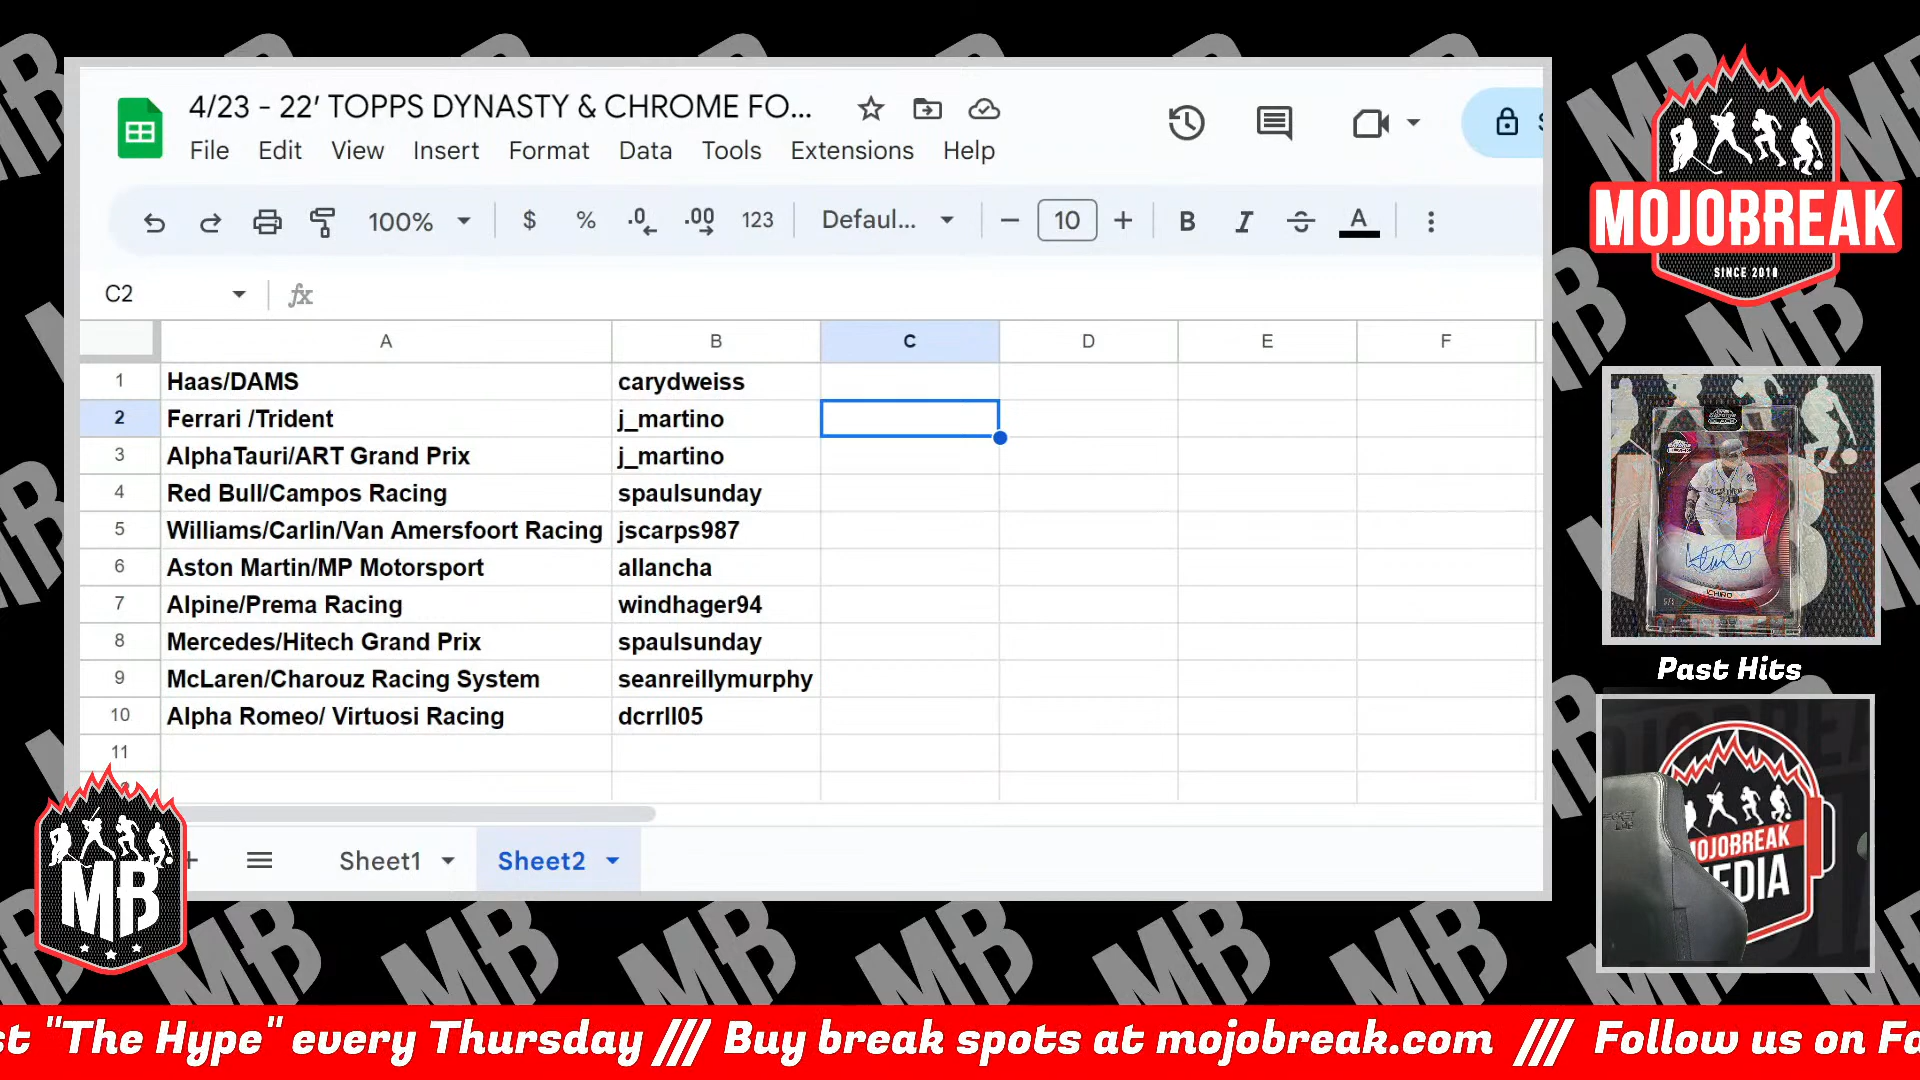 4/23 - 22′ TOPPS DYNASTY & CHROME FO...
File Edit View Insert Format Data Tools Extensions Help
100% $ % .0 .00 123 Defaul... 10 B I S A
C2 fx
A B C D E F
1 Haas/DAMS carydweiss
2 Ferrari /Trident j_martino
3 AlphaTauri/ART Grand Prix j_martino
4 Red Bull/Campos Racing spaulsunday
5 Williams/Carlin/Van Amersfoort Racing jscarps987
6 Aston Martin/MP Motorsport allancha
7 Alpine/Prema Racing windhager94
8 Mercedes/Hitech Grand Prix spaulsunday
9 McLaren/Charouz Racing System seanreillymurphy
10 Alpha Romeo/ Virtuosi Racing dcrrll05
11
Sheet1 Sheet2
MB
MOJOBREAK
SINCE 2010
ICHIRO
Past Hits
MOJOBREAK
MEDIA
st "The Hype" every Thursday /// Buy break spots at mojobreak.com /// Follow us on Fa